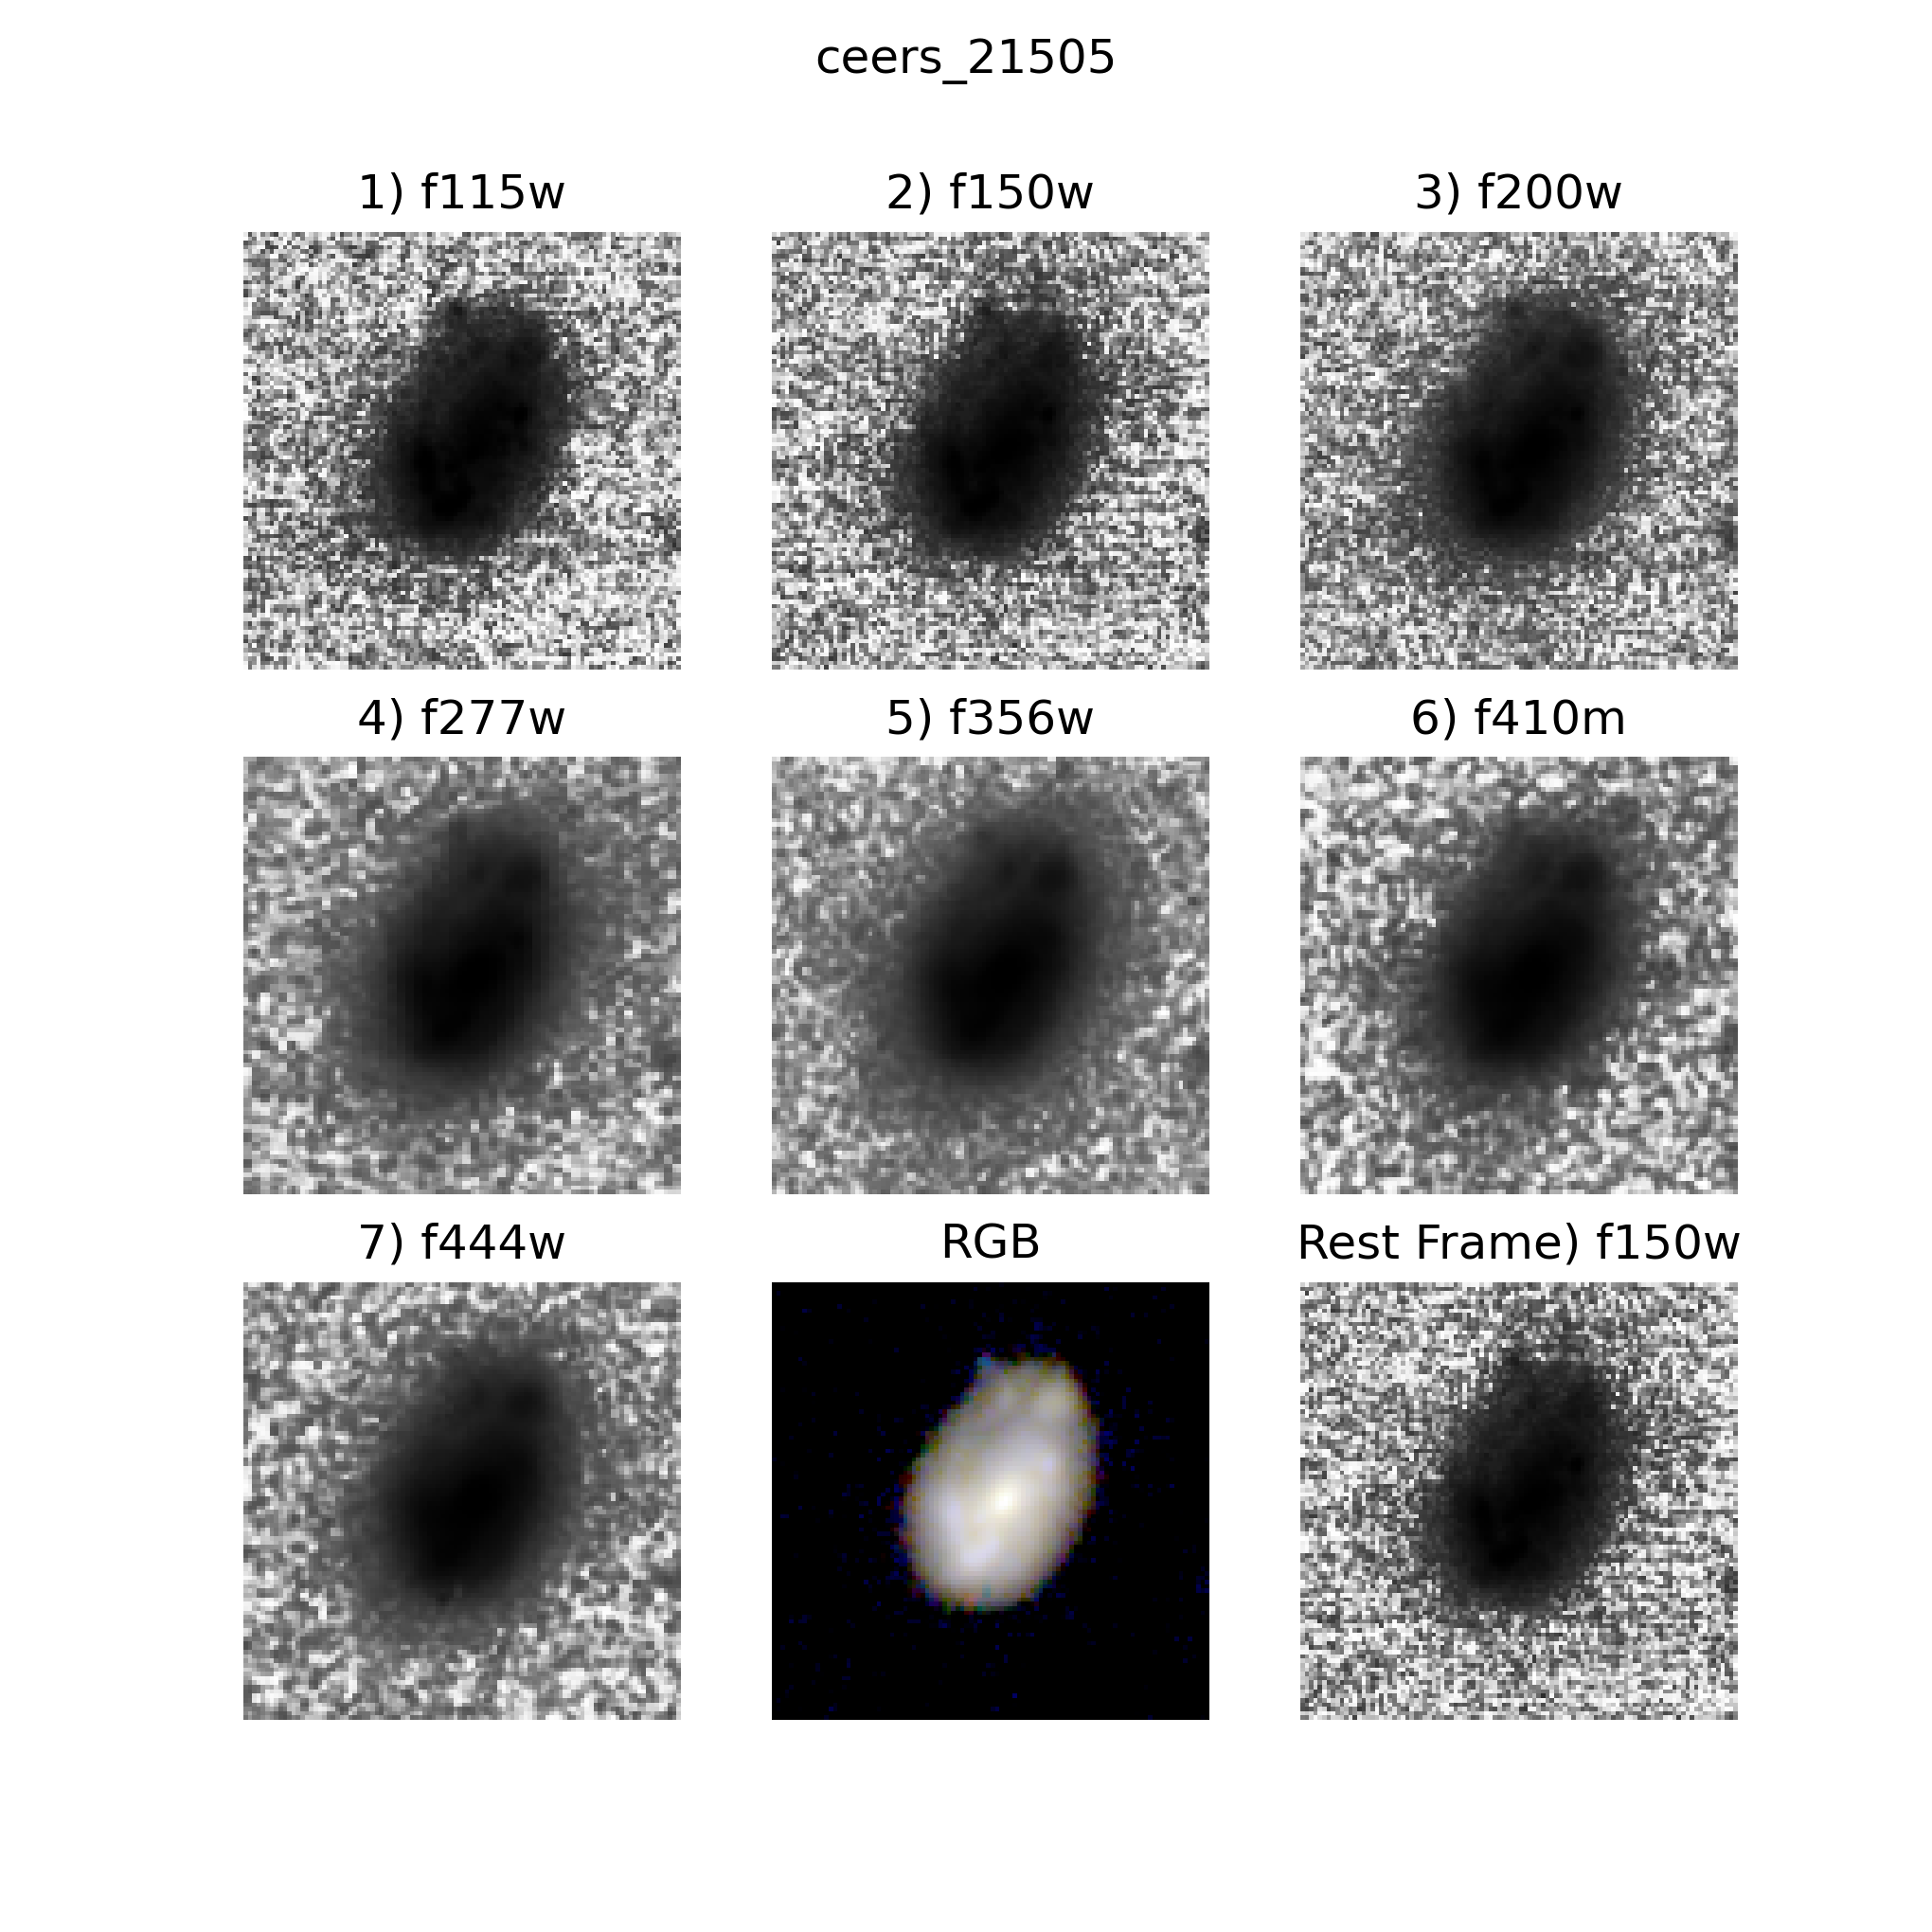 ceers_21505
1) f115w
2) f150w
3) f200w
4) f277w
5) f356w
6) f410m
7) f444w
RGB
Rest Frame) f150w